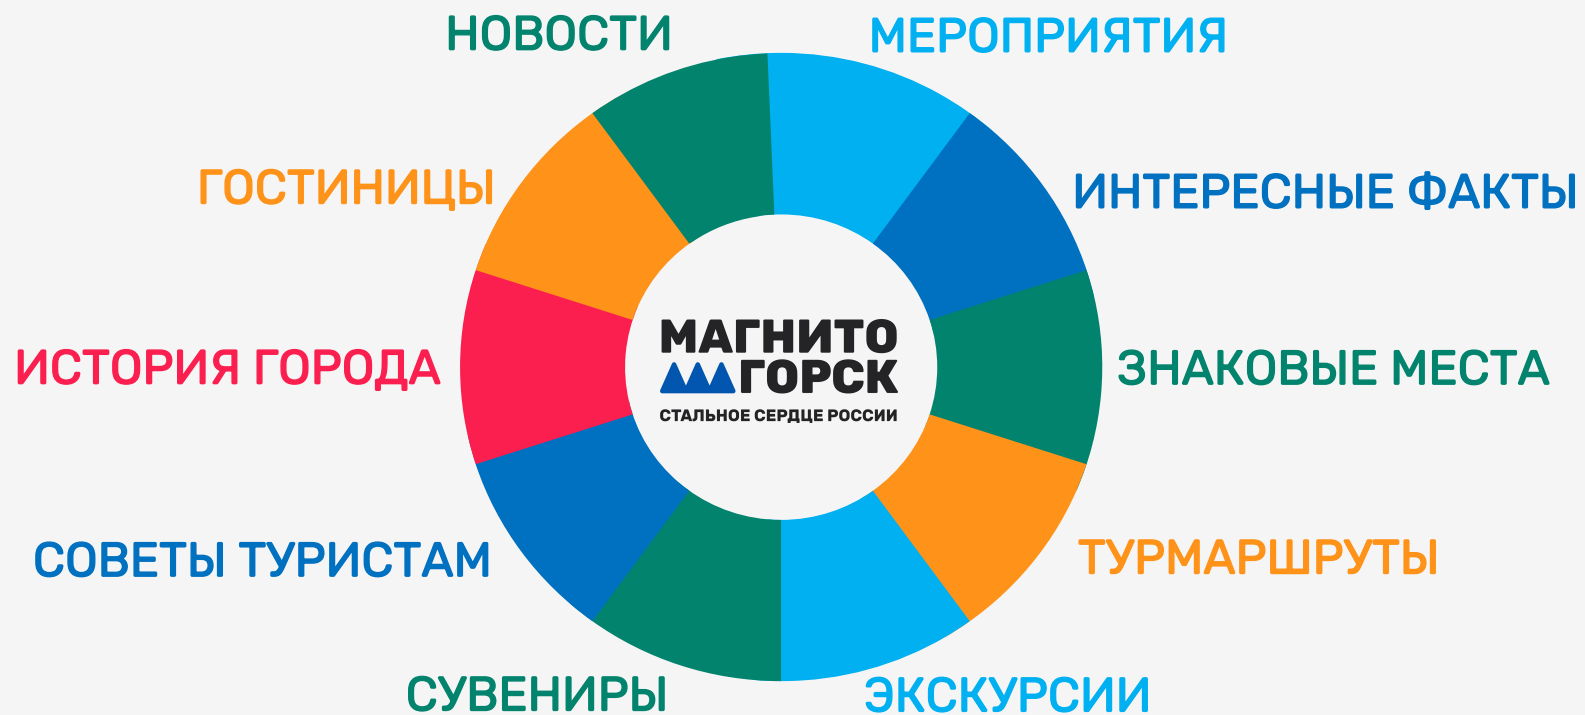 НОВОСТИ
МЕРОПРИЯТИЯ
ГОСТИНИЦЫ
ИНТЕРЕСНЫЕ ФАКТЫ
ИСТОРИЯ ГОРОДА
МАГНИТО
ГОРСК
СТАЛЬНОЕ СЕРДЦЕ РОССИИ
ЗНАКОВЫЕ МЕСТА
СОВЕТЫ ТУРИСТАМ
ТУРМАРШРУТЫ
СУВЕНИРЫ
ЭКСКУРСИИ